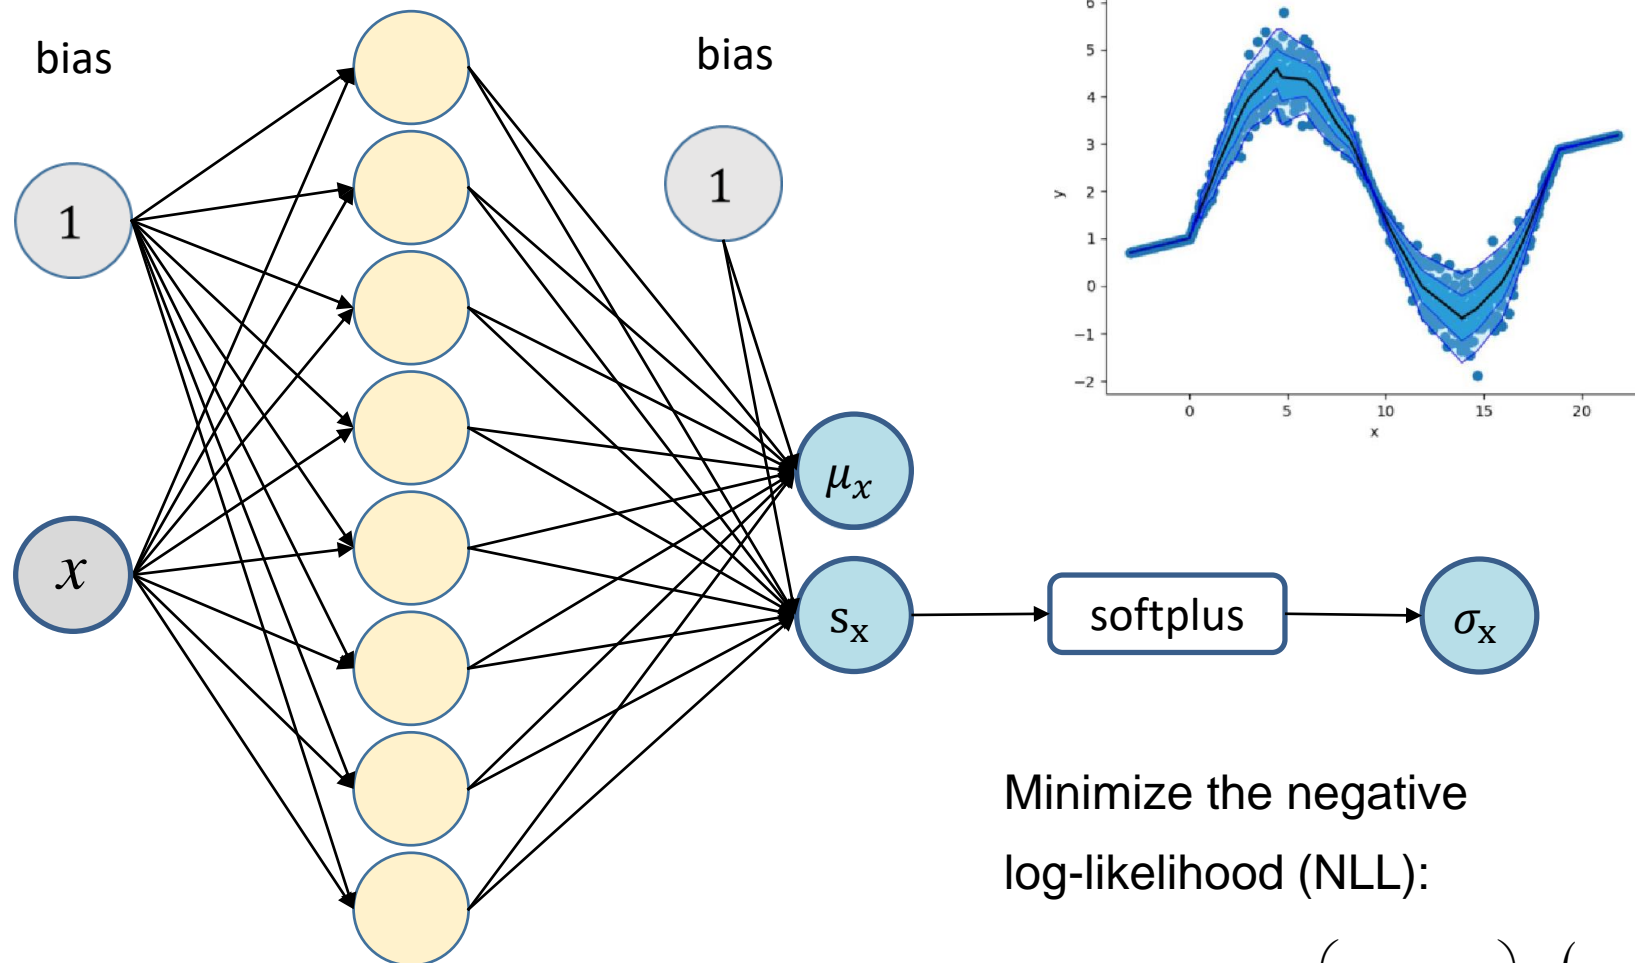 bias
bias
1
1
x
μx
sx
softplus
σx
6
5
4
3
2
1
0
−1
−2
y
0 5 10 15 20
x
Minimize the negative
log-likelihood (NLL):